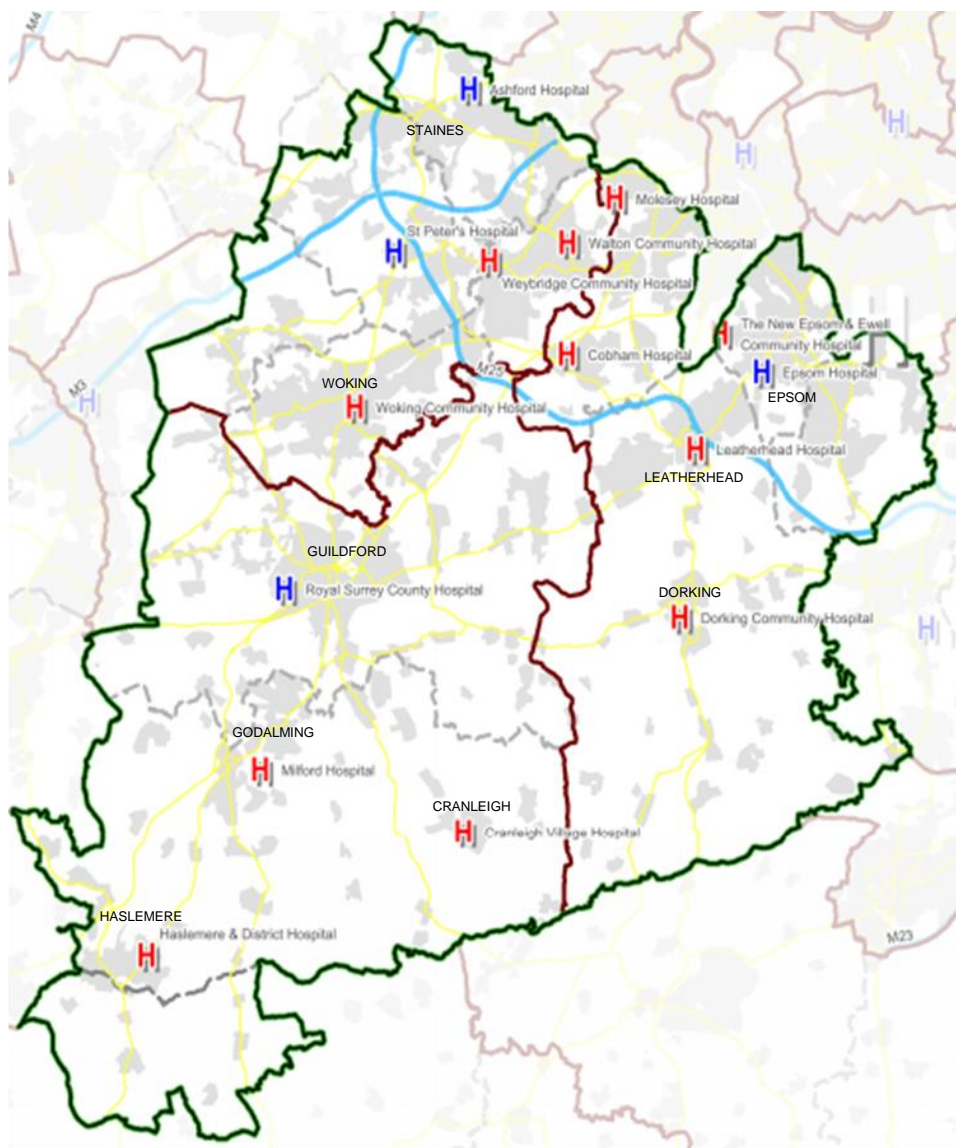 M4
Ashford Hospital
STAINES
Molesey Hospital
St Peter's Hospital
Walton Community Hospital
Weybridge Community Hospital
The New Epsom & Ewell
Community Hospital
Cobham Hospital
M25
Epsom Hospital
M3
WOKING
EPSOM
Woking Community Hospital
Leatherhead Hospital
LEATHERHEAD
GUILDFORD
Royal Surrey County Hospital
DORKING
Dorking Community Hospital
GODALMING
Milford Hospital
CRANLEIGH
Cranleigh Village Hospital
HASLEMERE
Haslemere & District Hospital
M23